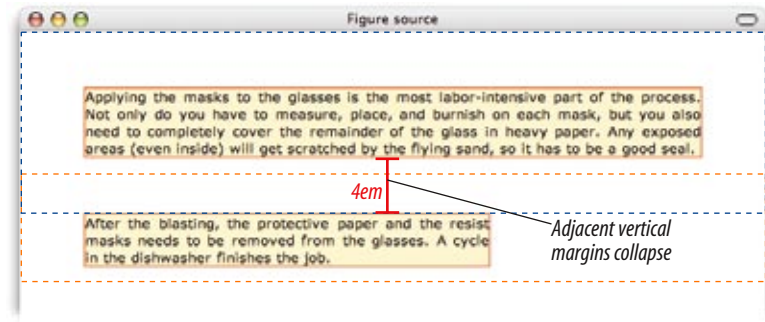 Figure source
Applying the masks to the glasses is the most labor-intensive part of the process.
Not only do you have to measure, place, and burnish on each mask, but you also
need to completely cover the remainder of the glass in heavy paper. Any exposed
areas (even inside) will get scratched by the flying sand, so it has to be a good seal.
4em
After the blasting, the protective paper and the resist
masks needs to be removed from the glasses. A cycle
in the dishwasher finishes the job.
Adjacent vertical
margins collapse